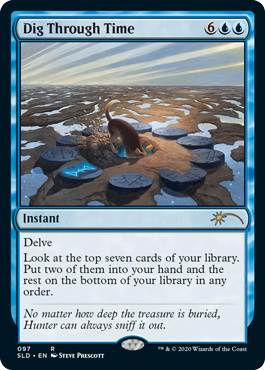 Dig Through Time 6
Instant
Delve
Look at the top seven cards of your library.
Put two of them into your hand and the
rest on the bottom of your library in any
order.
No matter how deep the treasure is buried,
Hunter can always sniff it out.
097 R
SLD • EN Steve Prescott
™ & © 2020 Wizards of the Coast